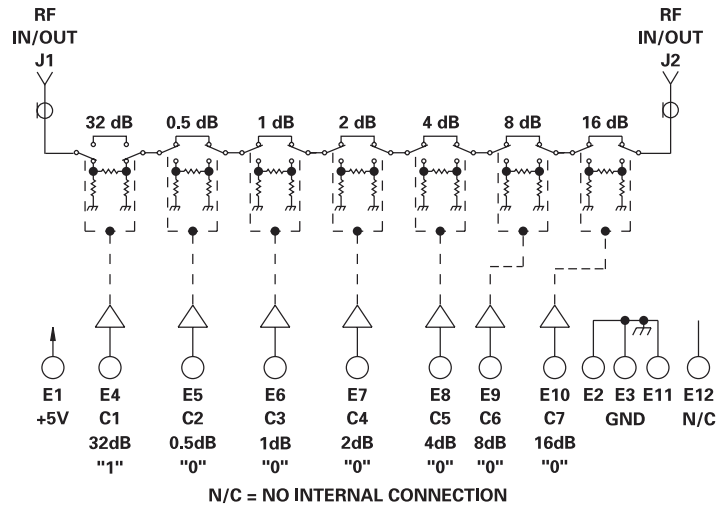 RF IN/OUT J1
RF IN/OUT J2
32 dB 0.5 dB 1 dB 2 dB 4 dB 8 dB 16 dB
E1 E4 E5 E6 E7 E8 E9 E10 E2 E3 E11 E12
+5V C1 C2 C3 C4 C5 C6 C7 GND N/C
32dB 0.5dB 1dB 2dB 4dB 8dB 16dB
"1" "0" "0" "0" "0" "0" "0"
N/C = NO INTERNAL CONNECTION